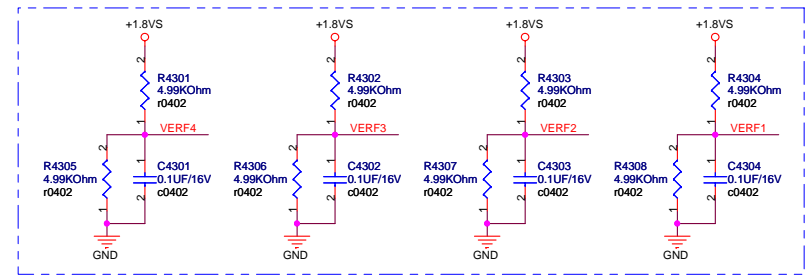 +1.8VS +1.8VS +1.8VS +1.8VS
2 2 2 2
R4301 R4302 R4303 R4304
4.99KOhm 4.99KOhm 4.99KOhm 4.99KOhm
r0402 r0402 r0402 r0402
1 1 1 1
VERF4 VERF3 VERF2 VERF1
2 1 2 1 2 1 2 1
R4305 C4301 R4306 C4302 R4307 C4303 R4308 C4304
4.99KOhm 0.1UF/16V 4.99KOhm 0.1UF/16V 4.99KOhm 0.1UF/16V 4.99KOhm 0.1UF/16V
r0402 c0402 r0402 c0402 r0402 c0402 r0402 c0402
1 2 1 2 1 2 1 2
GND GND GND GND